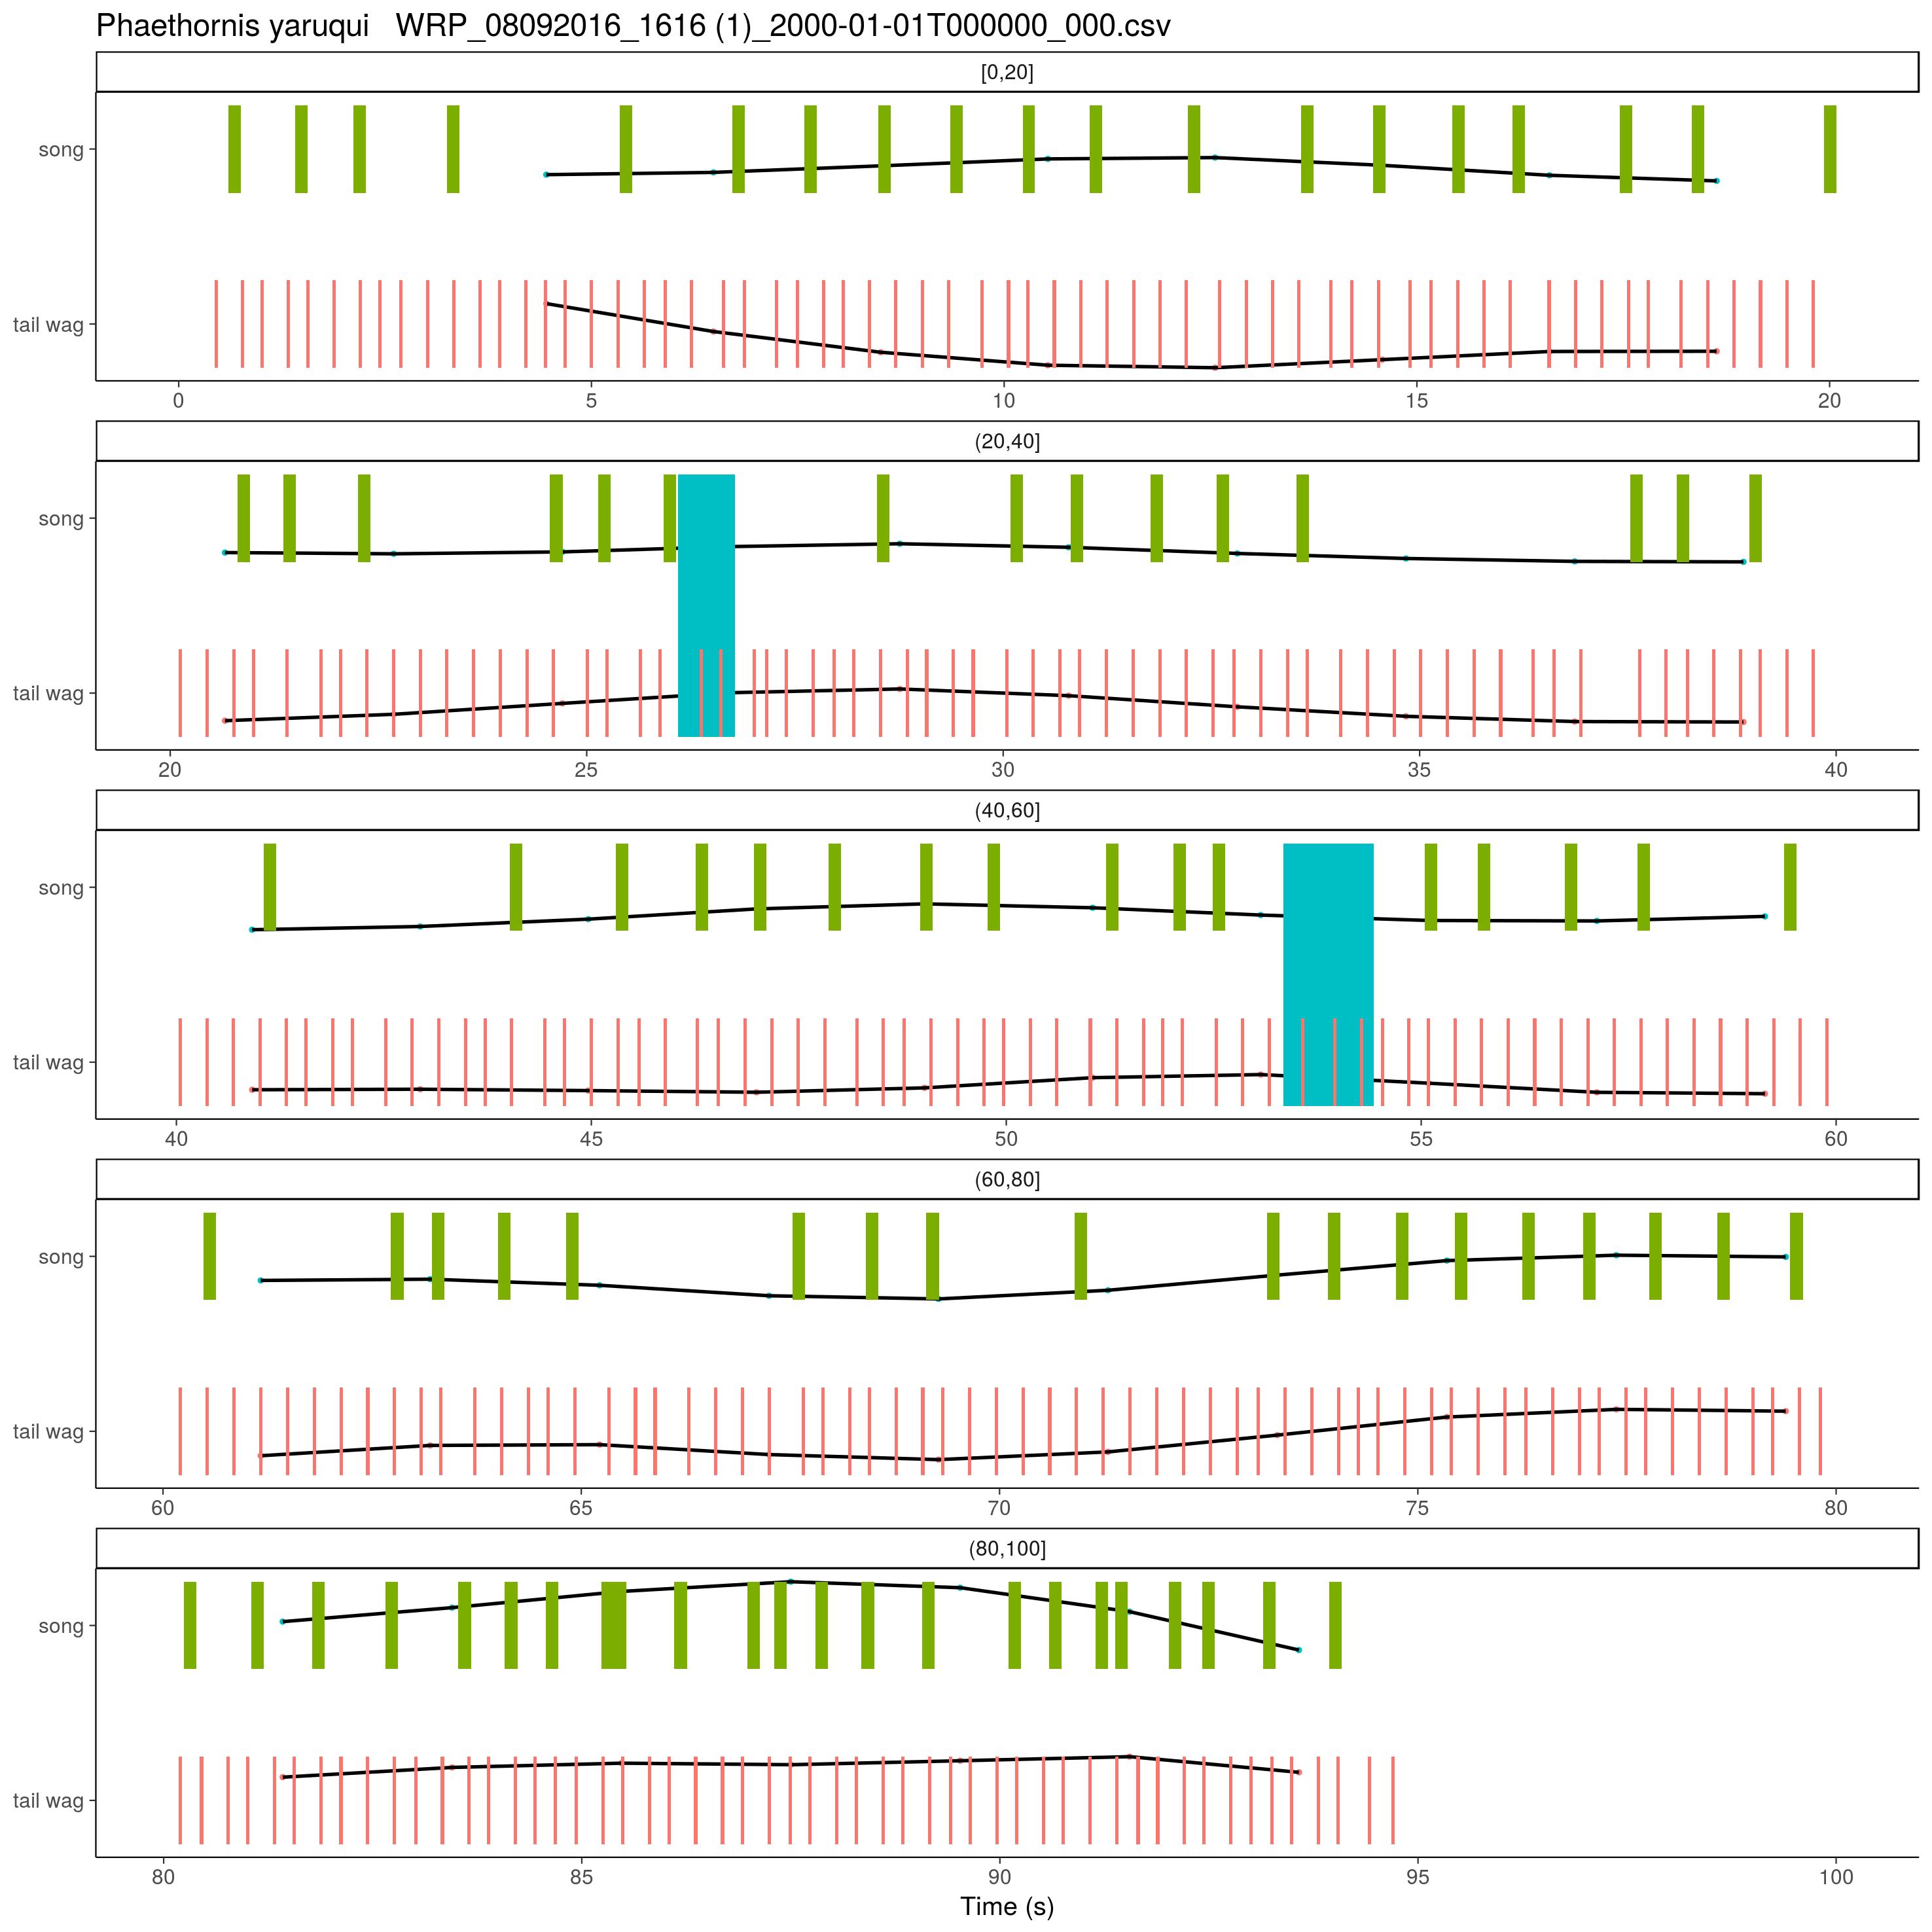 Phaethornis yaruqui   WRP_08092016_1616 (1)_2000-01-01T000000_000.csv
[0,20]
song
tail wag
0 5 10 15 20
(20,40]
song
tail wag
20 25 30 35 40
(40,60]
song
tail wag
40 45 50 55 60
(60,80]
song
tail wag
60 65 70 75 80
(80,100]
song
tail wag
80 85 90 95 100
Time (s)